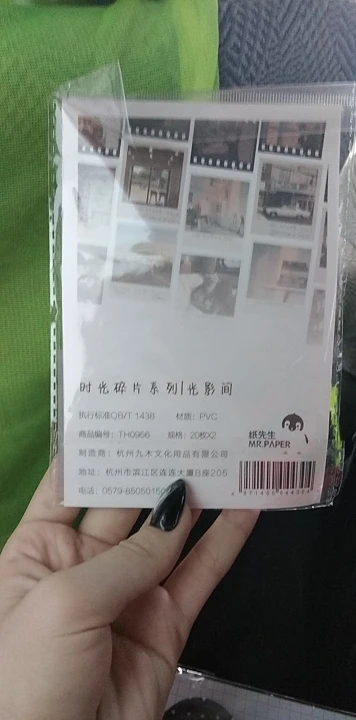 时光碎片系列|光影间
执行标准QB/T 1438 材质: PVC
商品编号: TH0966 规格: 20枚X2
制造商: 杭州九木文化用品有限公司
地址: 杭州市滨江区连连大厦B座205
电话: 0579-85050150
纸先生
MR.PAPER